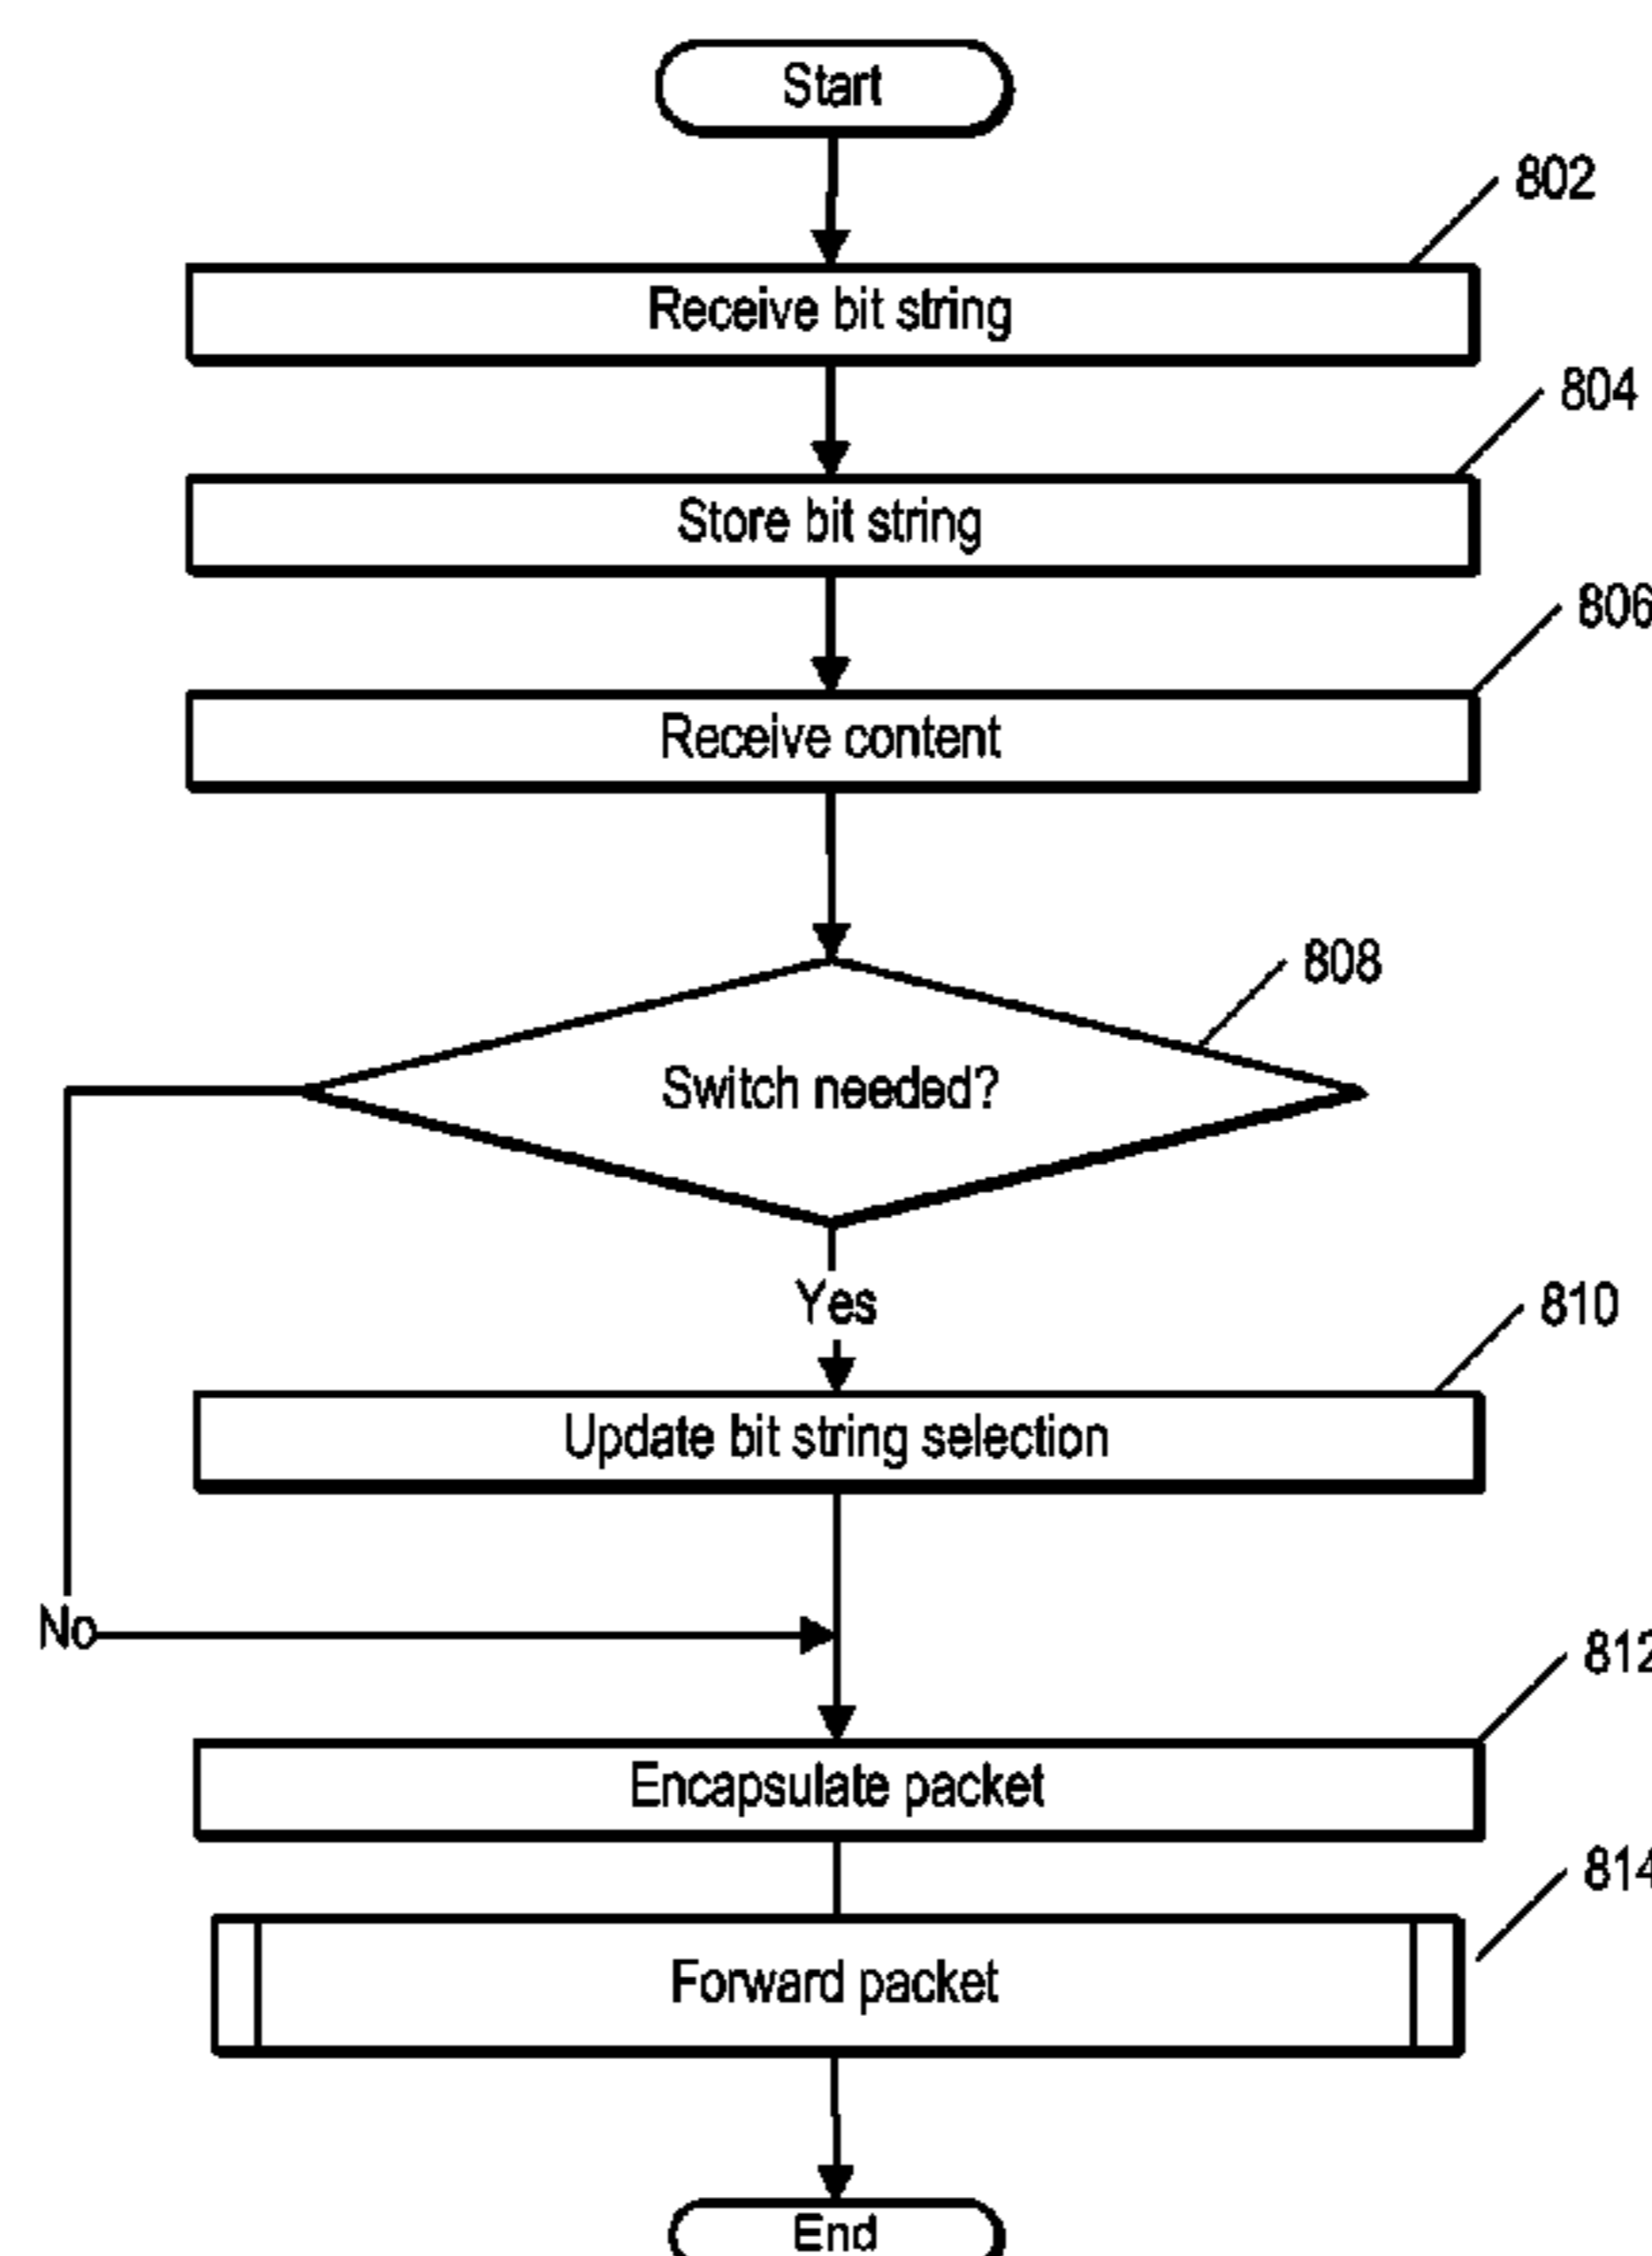 Start
802
Receive bit string
804
Store bit string
806
Receive content
808
Switch needed?
Yes
810
Update bit string selection
No
812
Encapsulate packet
814
Forward packet
End